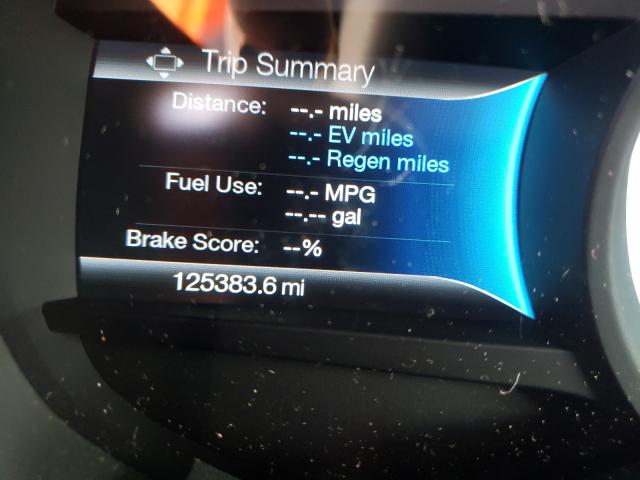 Trip Summary
Distance: --.- miles
--.- EV miles
--.- Regen miles
Fuel Use: --.- MPG
--.-- gal
Brake Score: --%
125383.6 mi